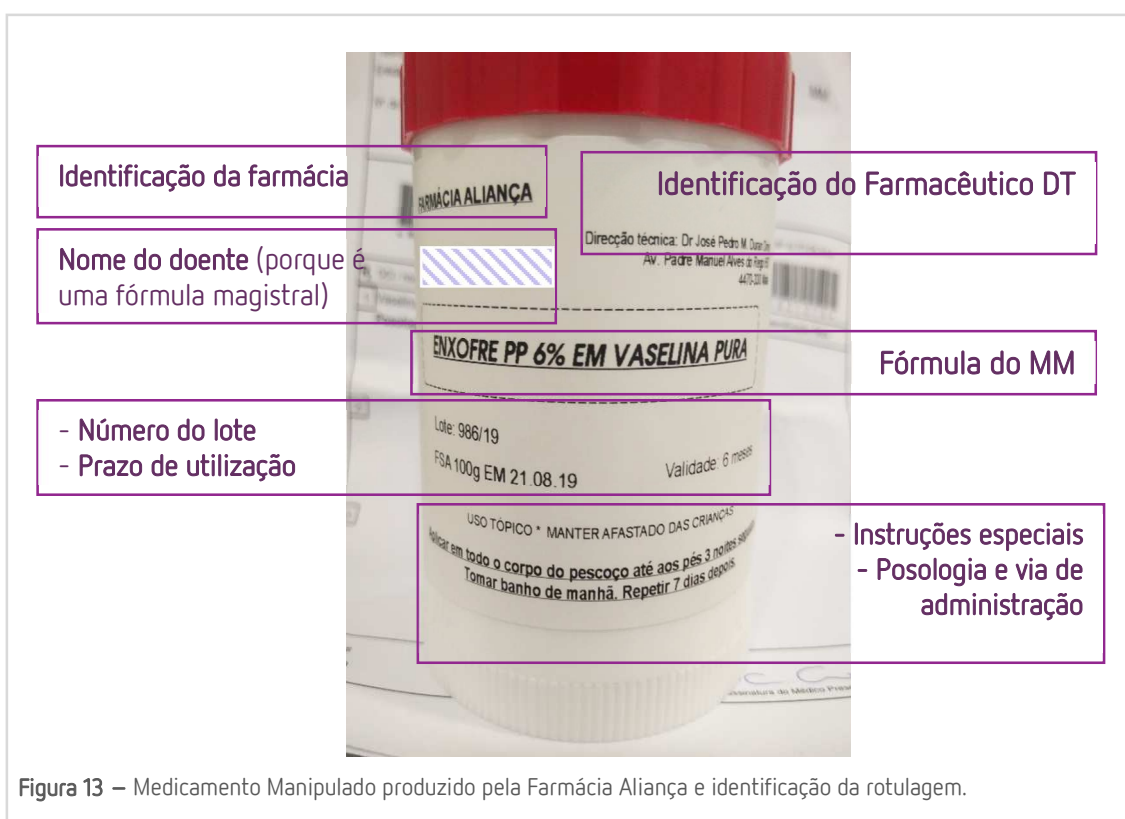 Identificação da farmácia
Identificação do Farmacêutico DT
FARMÁCIA ALIANÇA
Nome do doente (porque é
uma fórmula magistral)
Direcção técnica: Dr José Pedro M.
Av. Padre Manuel Alves do
ENXOFRE PP 6% EM VASELINA PURA
Fórmula do MM
- Número do lote
- Prazo de utilização
Lote: 986/19
FSA 100g EM 21.08.19
Validade: 6 meses
USO TÓPICO * MANTER AFASTADO DAS CRIANÇAS
Aplicar em todo o corpo do pescoço até aos pés 3 noites
Tomar banho de manhã. Repetir 7 dias depois.
- Instruções especiais
- Posologia e via de
administração
Figura 13 – Medicamento Manipulado produzido pela Farmácia Aliança e identificação da rotulagem.